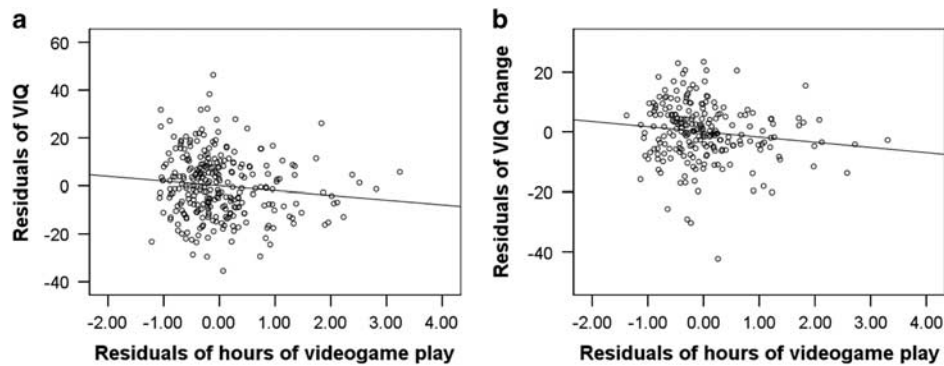 a
60
40
20
0
-20
-40
Residuals of VIQ
-2.00 -1.00 0.00 1.00 2.00 3.00 4.00
Residuals of hours of videogame play
b
20
0
-20
-40
Residuals of VIQ change
-2.00 -1.00 0.00 1.00 2.00 3.00 4.00
Residuals of hours of videogame play